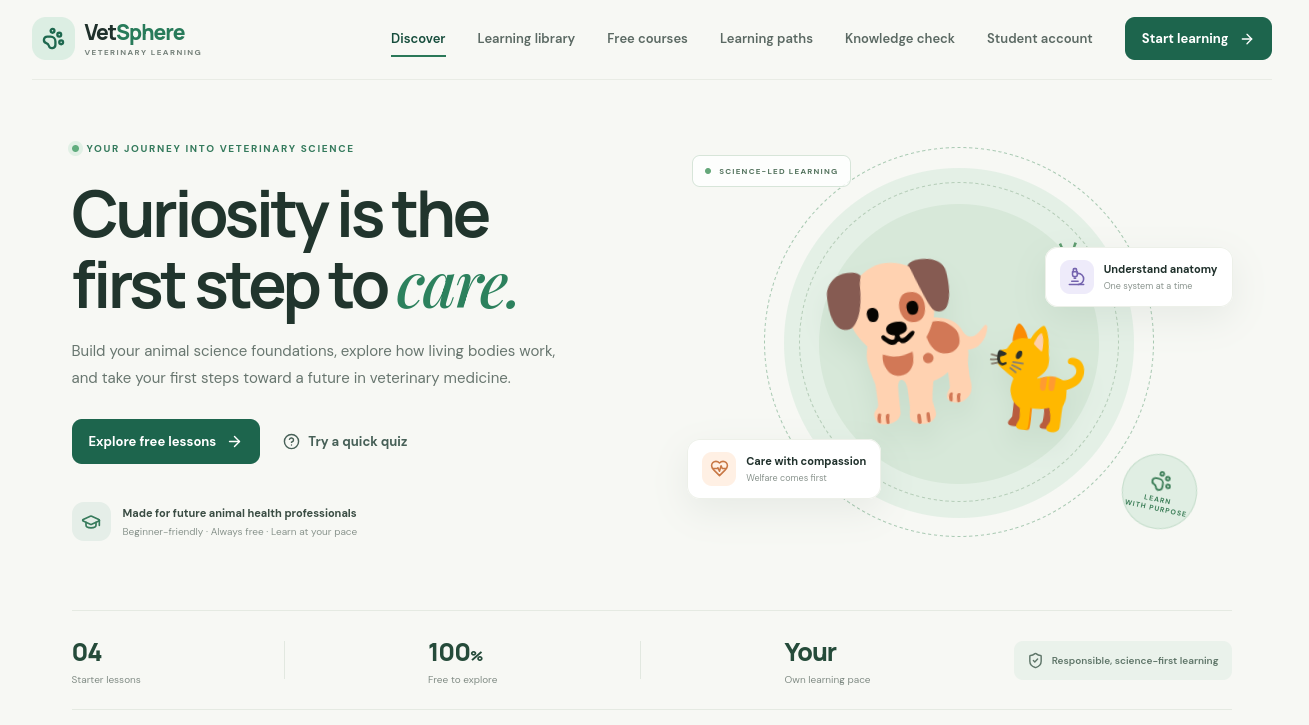 VetSphere
VETERINARY LEARNING
Discover
Learning library
Free courses
Learning paths
Knowledge check
Student account
Start learning
YOUR JOURNEY INTO VETERINARY SCIENCE
Curiosity is the
first step to care.
Build your animal science foundations, explore how living bodies work,
and take your first steps toward a future in veterinary medicine.
Explore free lessons
Try a quick quiz
Made for future animal health professionals
Beginner-friendly · Always free · Learn at your pace
SCIENCE-LED LEARNING
Understand anatomy
One system at a time
Care with compassion
Welfare comes first
LEARN
WITH PURPOSE
04
Starter lessons
100%
Free to explore
Your
Own learning pace
Responsible, science-first learning